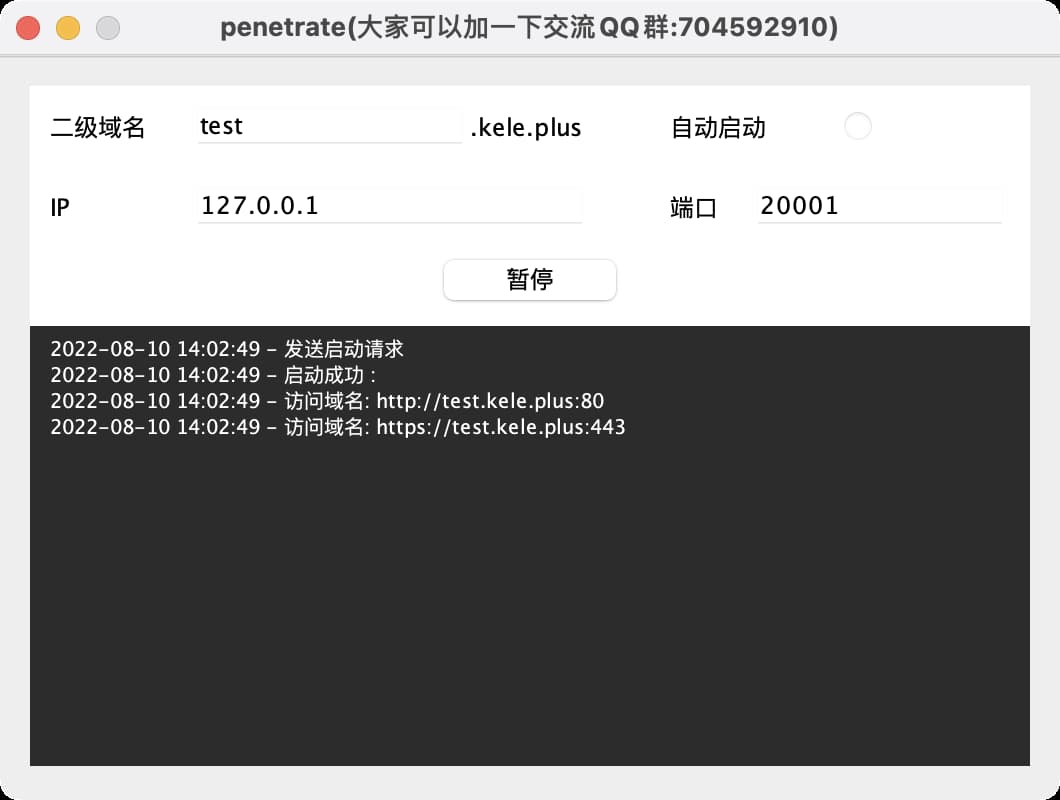 penetrate(大家可以加一下交流QQ群:704592910)
二级域名 test .kele.plus 自动启动
IP 127.0.0.1 端口 20001
暂停
2022-08-10 14:02:49 - 发送启动请求
2022-08-10 14:02:49 - 启动成功 :
2022-08-10 14:02:49 - 访问域名: http://test.kele.plus:80
2022-08-10 14:02:49 - 访问域名: https://test.kele.plus:443